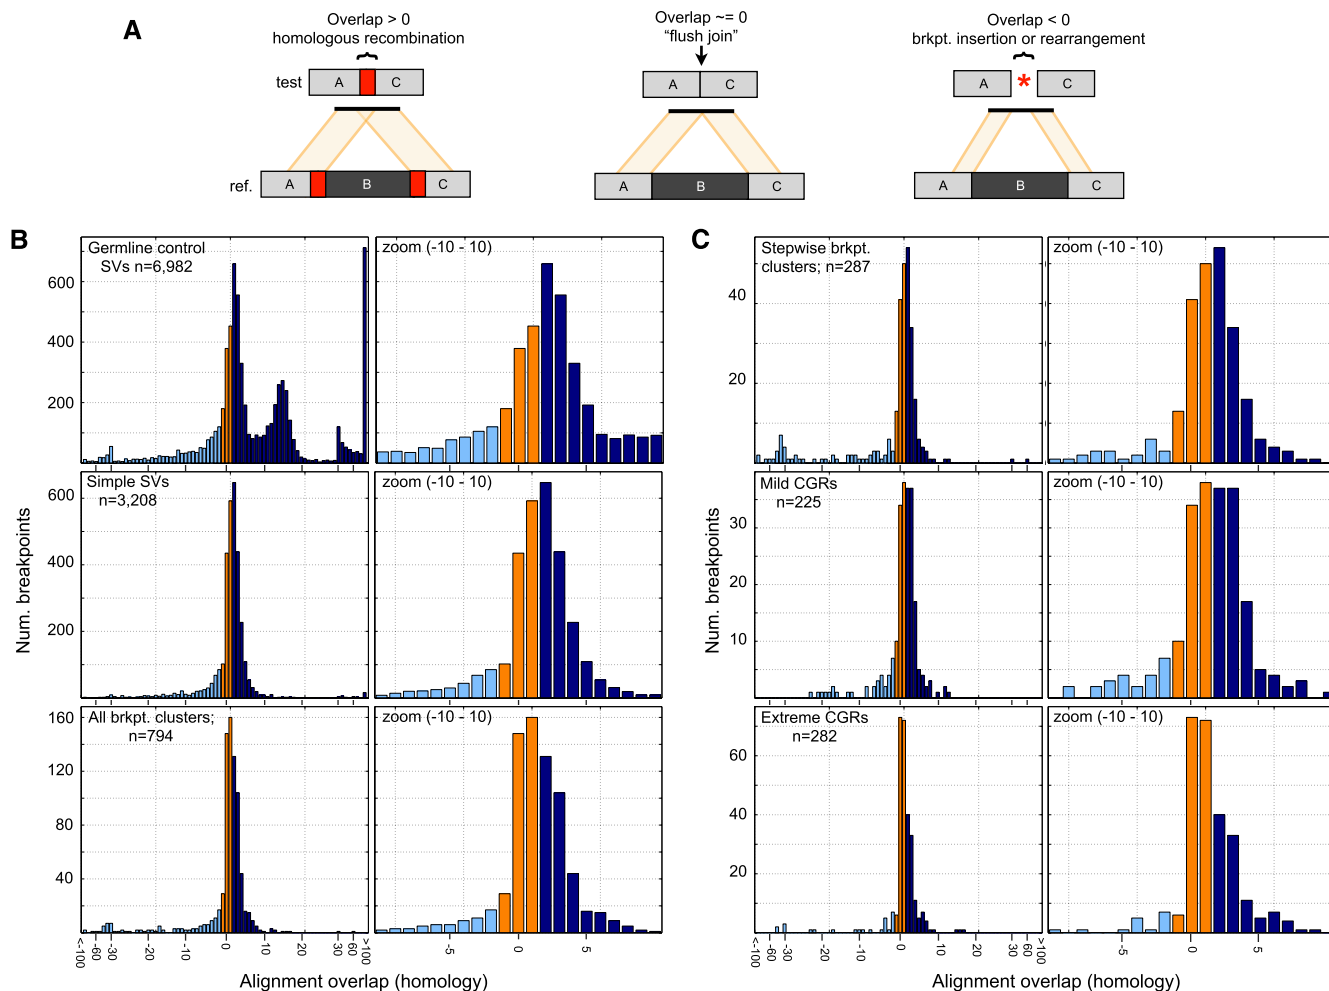 A
Overlap > 0
homologous recombination
Overlap ~= 0
“flush join”
Overlap < 0
brkpt. insertion or rearrangement
test
A
C
A
C
A
*
C
ref.
A
B
C
A
B
C
A
B
C
B
Germline control
SVs n=6,982
zoom (-10 - 10)
600
400
200
Simple SVs
n=3,208
zoom (-10 - 10)
600
400
200
All brkpt. clusters;
n=794
zoom (-10 - 10)
160
120
80
40
Num. breakpoints
<-100
-60
-30
-20
-10
0
10
20
30
60
>100
-5
0
5
Alignment overlap (homology)
C
Stepwise brkpt.
clusters; n=287
zoom (-10 - 10)
40
20
Mild CGRs
n=225
zoom (-10 - 10)
30
20
10
Extreme CGRs
n=282
zoom (-10 - 10)
60
40
20
Num. breakpoints
<-100
-60
-30
-20
-10
0
10
20
30
60
>100
-5
0
5
Alignment overlap (homology)